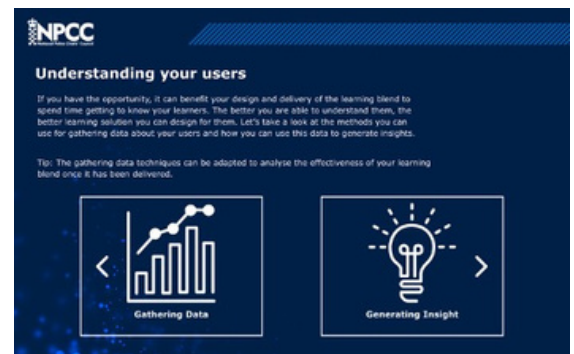 NPCC
National Police Chiefs' Council
Understanding your users
If you have the opportunity, it can benefit your design and delivery of the learning blend to
spend time getting to know your learners. The better you are able to understand them, the
better learning solution you can design for them. Let's take a look at the methods you can
use for gathering data about your users and how you can use this data to generate insights.
Tip: The gathering data techniques can be adapted to analyse the effectiveness of your learning
blend once it has been delivered.
Gathering Data
Generating Insight